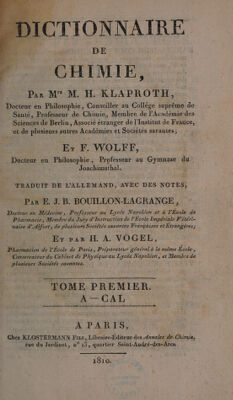 DICTIONNAIRE
DE
CHIMIE,
PAR Mrs M. H. KLAPROTH,
Docteur en Philosophie, Conseiller au Collége suprême de
Santé, Professeur de Chimie, Membre de l'Académie des
Sciences de Berlin, Associé étranger de l'Institut de France,
et de plusieurs autres Académies et Sociétés savantes,
ET F. WOLFF,
Docteur en Philosophie, Professeur au Gymnase du
Joachimsthal.
TRADUIT DE L'ALLEMAND, AVEC DES NOTES,
PAR E. J. B. BOUILLON-LAGRANGE,
Docteur en Médecine, Professeur au Lycée Napoléon et à l'École de
Pharmacie, Membre du Jury d'Instruction de l'École Impériale Vétéri-
naire d'Alfort, de plusieurs Sociétés savantes Françaises et Étrangères;
ET PAR H. A. VOGEL,
Pharmacien de l'École de Paris, Préparateur général à la même École,
Conservateur du Cabinet de Physique au Lycée Napoléon, et Membre de
plusieurs Sociétés savantes.
TOME PREMIER.
A—CAL
A PARIS,
Chez KLOSTERMANN FILS, Libraire-Editeur des Annales de Chimie,
rue du Jardinet, n° 13, quartier Saint-André-des-Arcs.
1810.